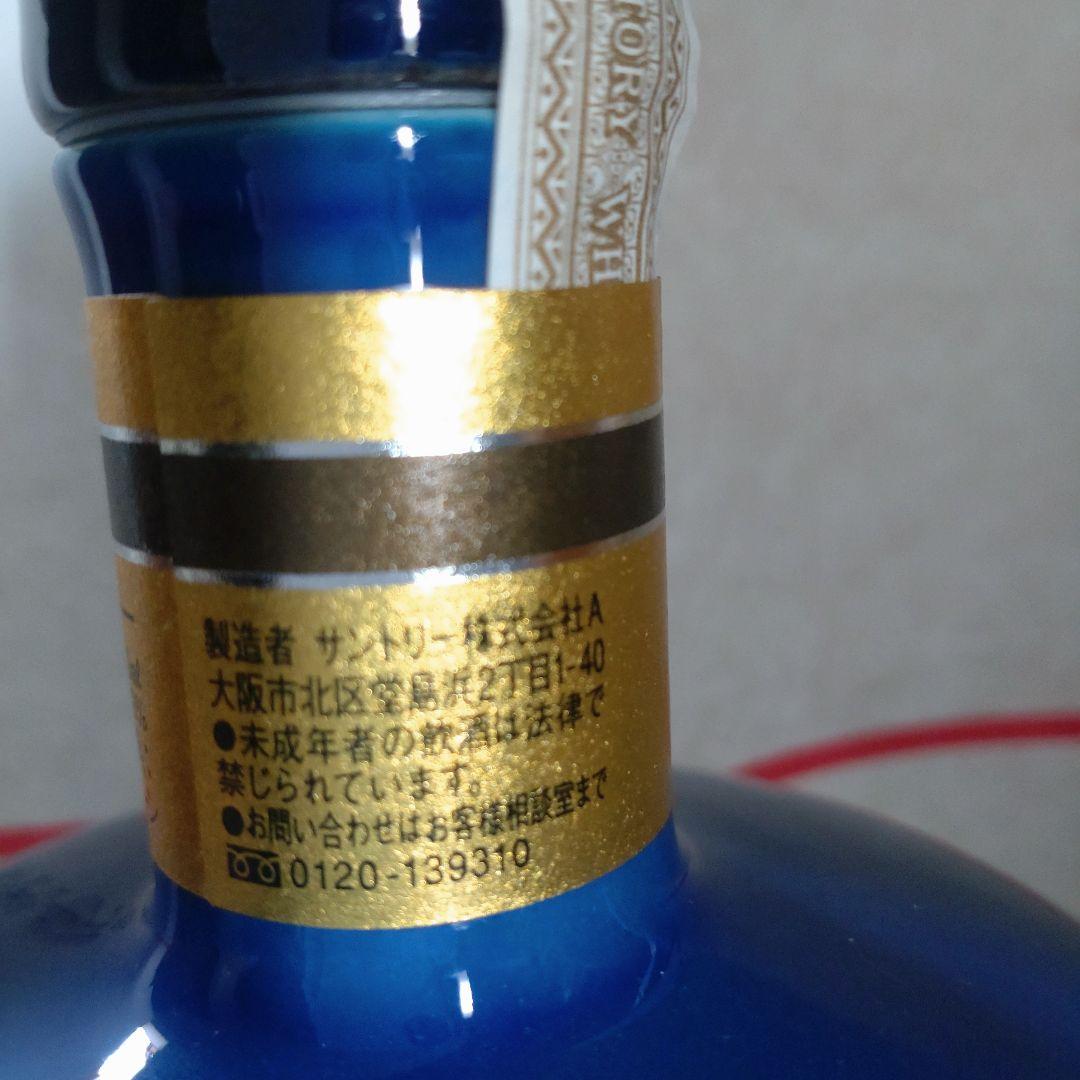 TORY WH
製造者 サントリー株式会社A
大阪市北区堂島浜2丁目1-40
●未成年者の飲酒は法律で
禁じられています。
●お問い合わせはお客様相談室まで
0120-139310